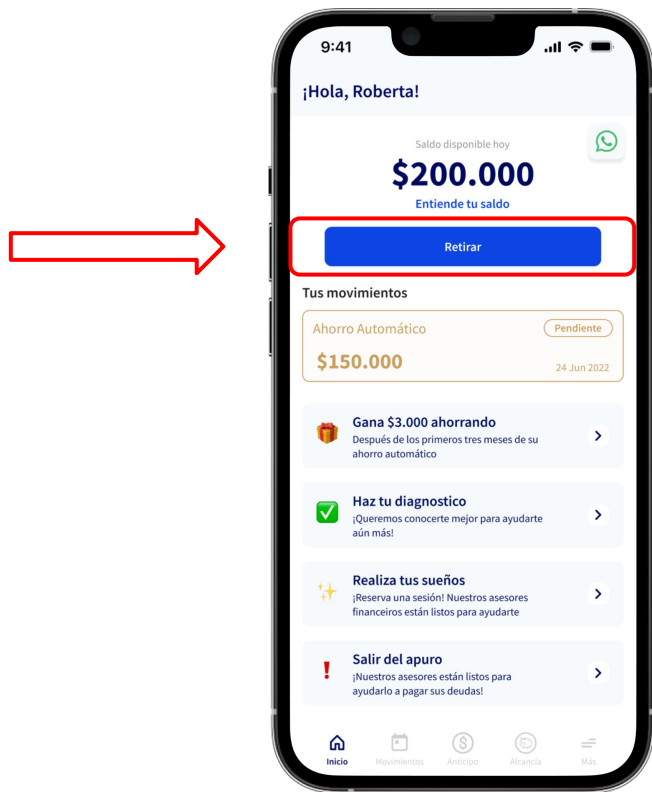 9:41
¡Hola, Roberta!
Saldo disponible hoy
$200.000
Entiende tu saldo
Retirar
Tus movimientos
Ahorro Automático
Pendiente
$150.000
24 Jun 2022
Gana $3.000 ahorrando
Después de los primeros tres meses de su
ahorro automático
Haz tu diagnostico
¡Queremos conocerte mejor para ayudarte
aún más!
Realiza tus sueños
¡Reserva una sesión! Nuestros asesores
financieros están listos para ayudarte
Salir del apuro
¡Nuestros asesores están listos para
ayudarlo a pagar sus deudas!
Inicio
Movimientos
Anticipo
Alcancía
Más